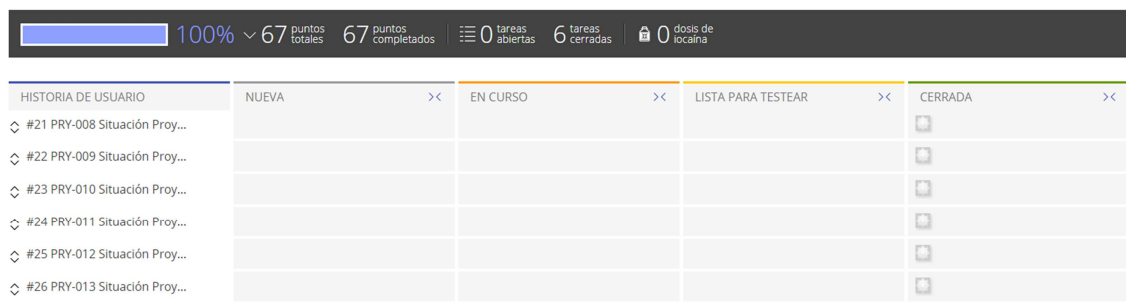 100% 67 puntos totales 67 puntos completados 0 tareas abiertas 6 tareas cerradas 0 dosis de iocaína
HISTORIA DE USUARIO NUEVA EN CURSO LISTA PARA TESTEAR CERRADA
#21 PRY-008 Situación Proy...
#22 PRY-009 Situación Proy...
#23 PRY-010 Situación Proy...
#24 PRY-011 Situación Proy...
#25 PRY-012 Situación Proy...
#26 PRY-013 Situación Proy...